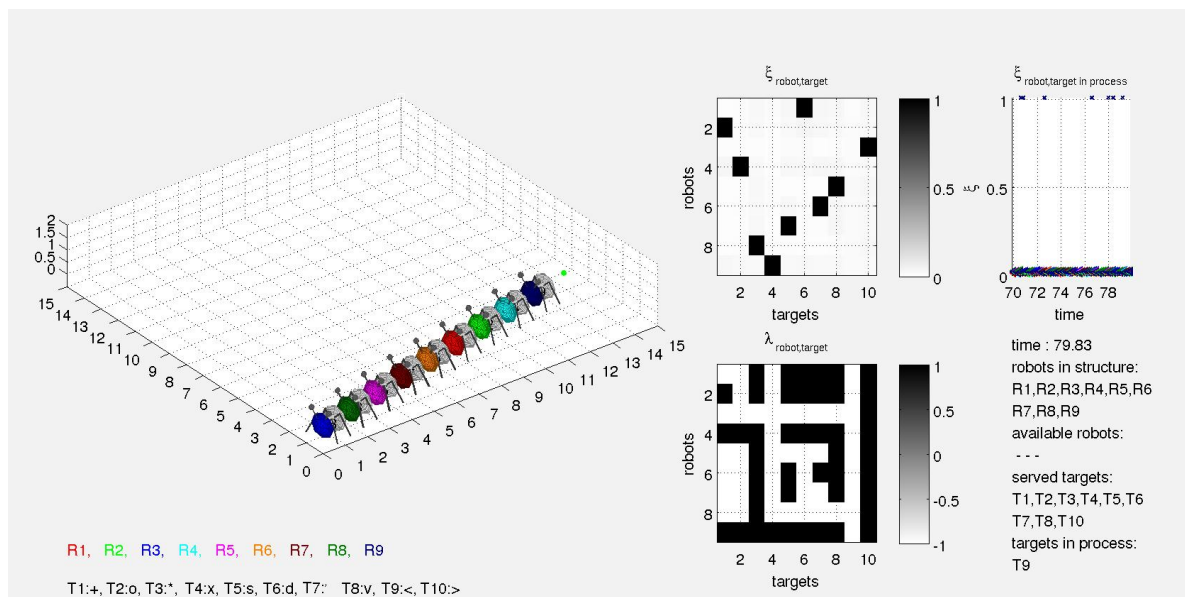 ξ robot,target
ξ robot,target in process
2
1.5
1
0.5
0
15
14
13
12
11
10
9
8
7
6
5
4
3
2
1
0
0
1
2
3
4
5
6
7
8
9
10
11
12
13
14
15
robots
2
4
6
8
2 4 6 8 10
targets
1
0.5
0
ξ
1
0.5
0
70 72 74 76 78
time
λ robot,target
robots
2
4
6
8
2 4 6 8 10
targets
1
0.5
0
-0.5
-1
time : 79.83
robots in structure:
R1,R2,R3,R4,R5,R6
R7,R8,R9
available robots:
- - -
served targets:
T1,T2,T3,T4,T5,T6
T7,T8,T10
targets in process:
T9
R1, R2, R3, R4, R5, R6, R7, R8, R9
T1:+, T2:o, T3:*, T4:x, T5:s, T6:d, T7: T8:v, T9:<, T10:>